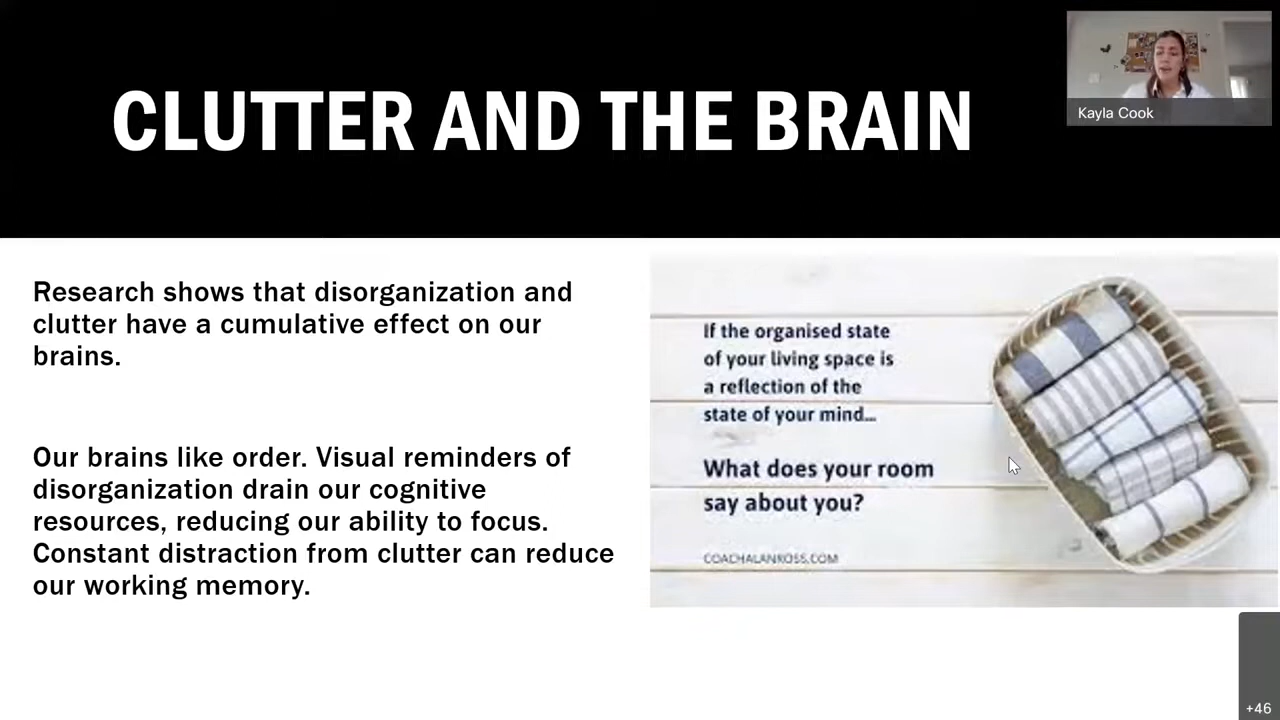 CLUTTER AND THE BRAIN
Kayla Cook
Research shows that disorganization and
clutter have a cumulative effect on our
brains.
Our brains like order. Visual reminders of
disorganization drain our cognitive
resources, reducing our ability to focus.
Constant distraction from clutter can reduce
our working memory.
If the organised state
of your living space is
a reflection of the
state of your mind...
What does your room
say about you?
COACHALANROSS.COM
+46